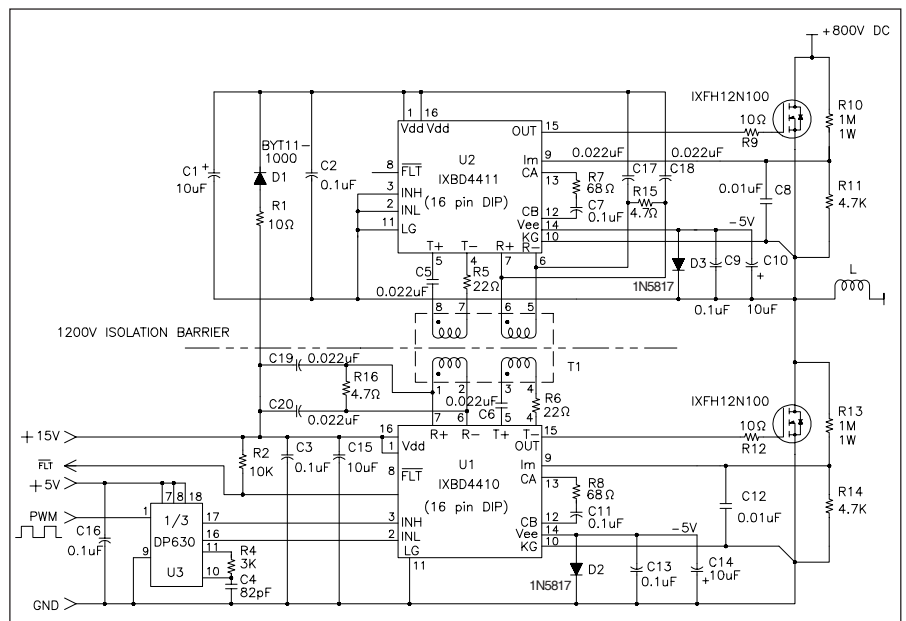 +800V DC
IXFH12N100
R10
1M
1W
1 16
Vdd Vdd
OUT 15
10Ω
R9
BYT11-
1000
D1
C1 +
10uF
C2
0.1uF
8 FLT
U2
IXBD4411
(16 pin DIP)
Im 9
0.022uF 0.022uF
CA 13
R7
68Ω
C17
C18
R15
4.7Ω
C8
0.01uF
R11
4.7K
3 INH
2 INL
11 LG
C7
0.1uF
CB 12
Vee 14
KG 10
-5V
R1
10Ω
T+ T- R+ R-
5 4 7 6
C5
0.022uF
R5
22Ω
D3
1N5817
C9
0.1uF
C10
+
10uF
L
8 7 6 5
1200V ISOLATION BARRIER
T1
C19 0.022uF
R16
4.7Ω
C20
0.022uF
1 2 3 4
0.022uF
C6
R6
22Ω
7 6 5 4
IXFH12N100
R13
1M
1W
+15V
16
1
Vdd
R+ R- T+ T-
OUT 15
10Ω
R12
R2
10K
C3
0.1uF
C15
10uF
FLT
8
FLT
U1
IXBD4410
(16 pin DIP)
Im 9
CA 13
R8
68Ω
C11
0.1uF
C12
0.01uF
R14
4.7K
+5V
7 8 18
PWM
1
1/3
DP630
U3
17
16
11
10
9
C16
0.1uF
3 INH
2 INL
LG
11
CB 12
Vee 14
KG 10
-5V
R4
3K
C4
82pF
D2
1N5817
C13
0.1uF
C14
+
10uF
GND